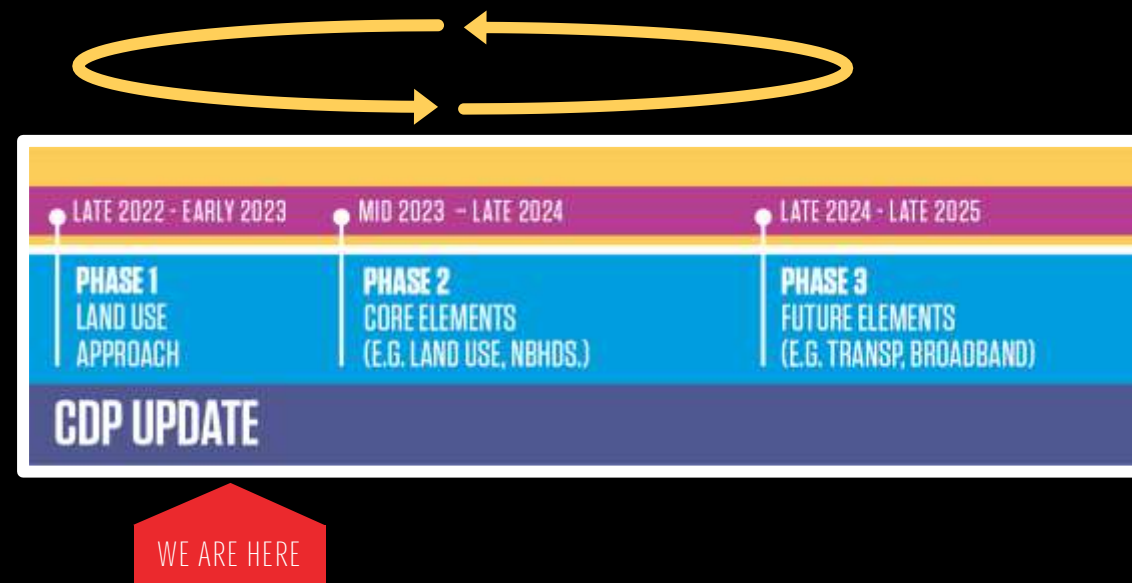 LATE 2022 - EARLY 2023
MID 2023 – LATE 2024
LATE 2024 - LATE 2025
PHASE 1
LAND USE
APPROACH
PHASE 2
CORE ELEMENTS
(E.G. LAND USE, NBHDS.)
PHASE 3
FUTURE ELEMENTS
(E.G. TRANSP, BROADBAND)
CDP UPDATE
WE ARE HERE